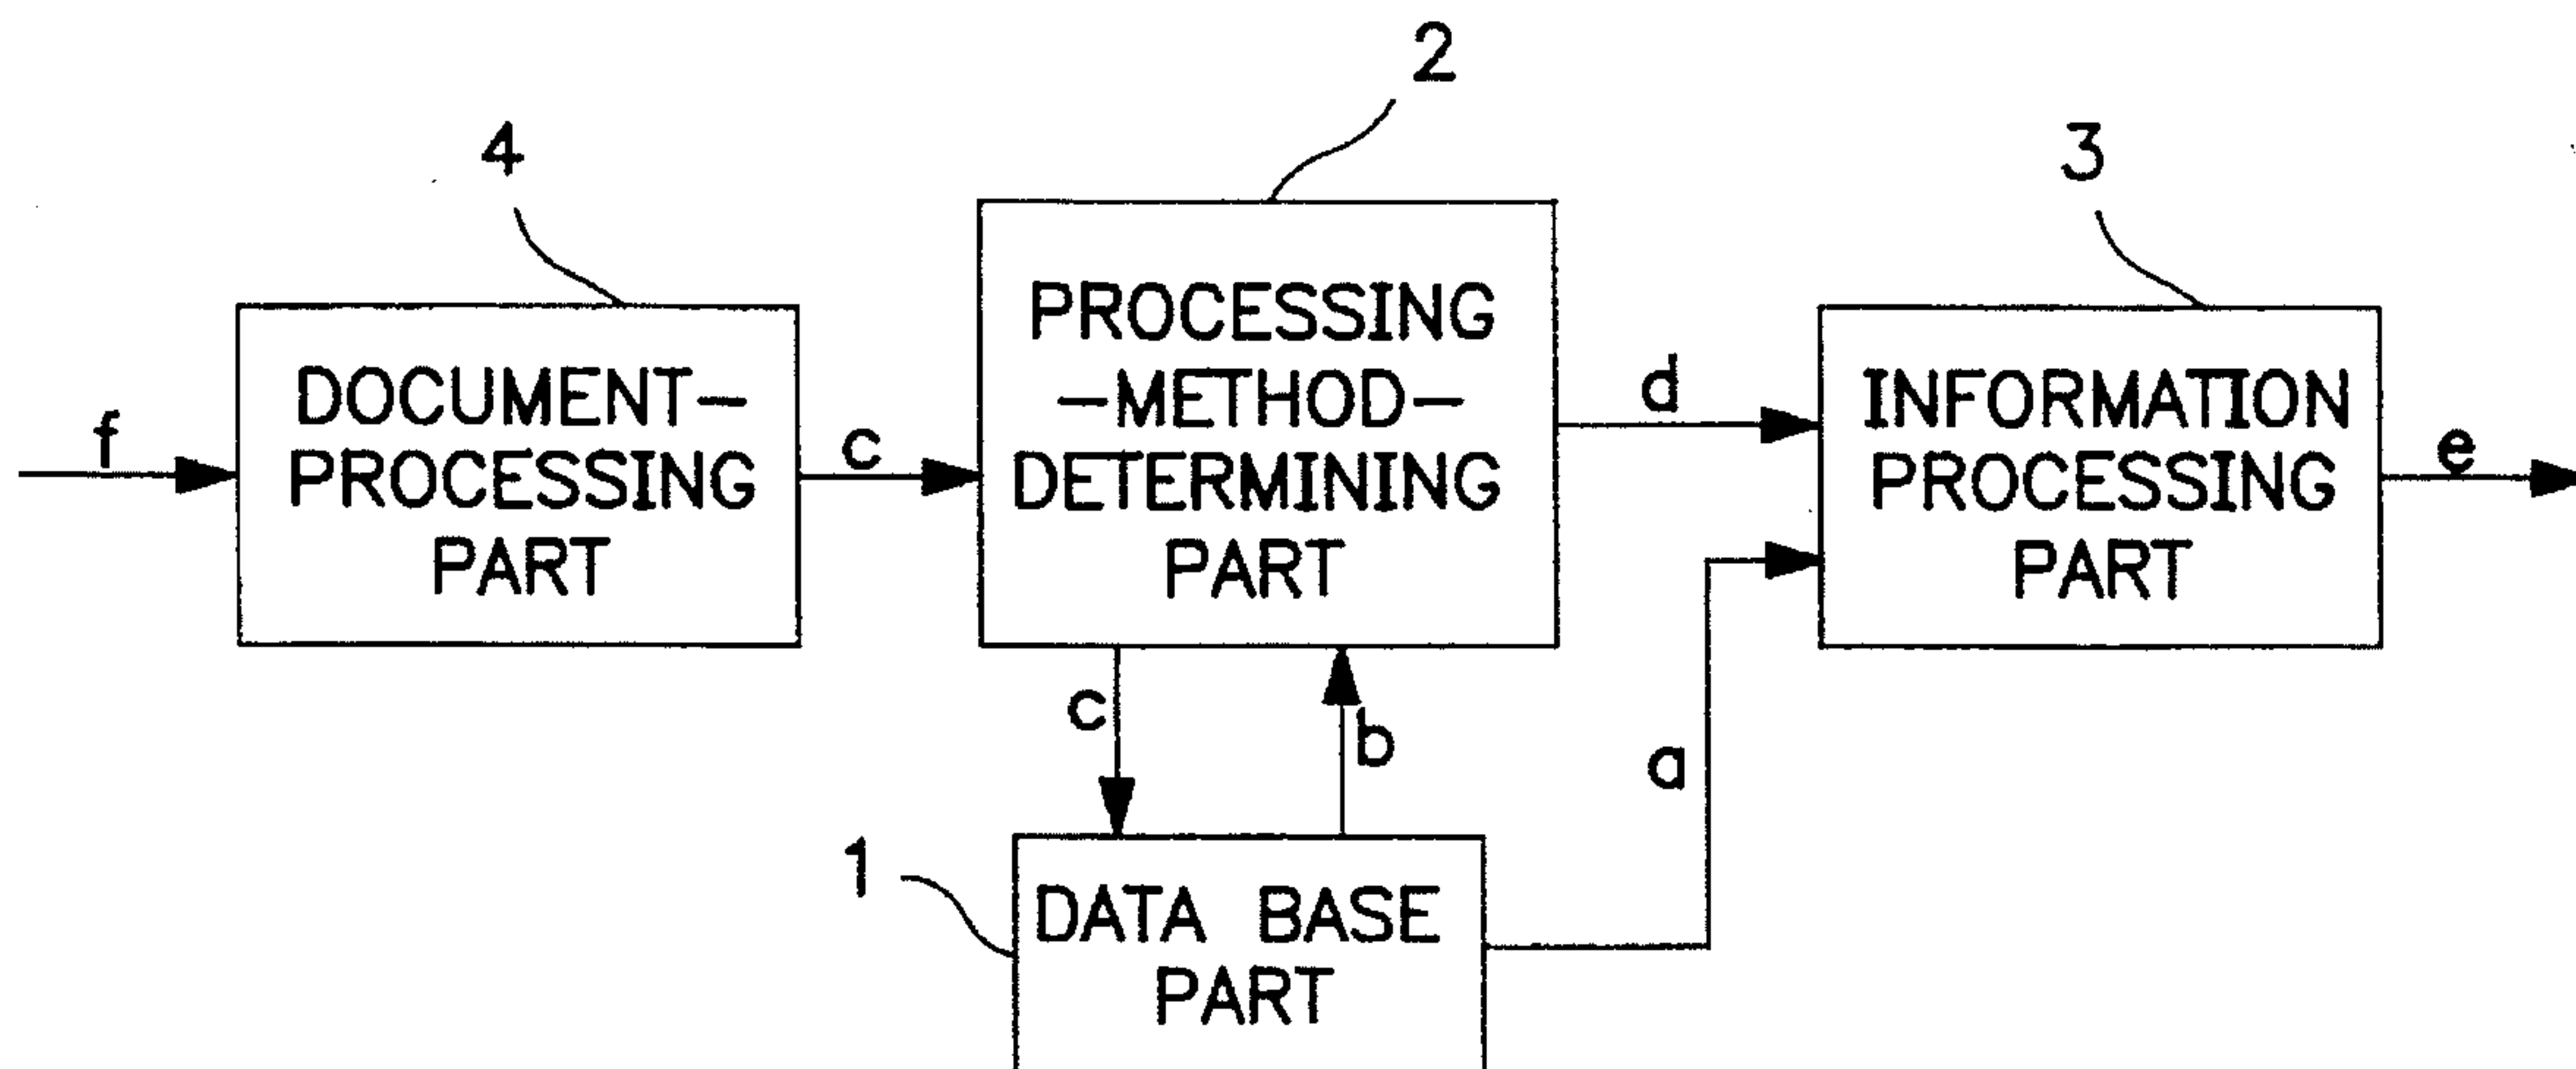 2
4
3
PROCESSING
-METHOD-
DETERMINING
PART
DOCUMENT-
PROCESSING
PART
INFORMATION
PROCESSING
PART
f
c
d
e
c
b
a
1
DATA BASE
PART